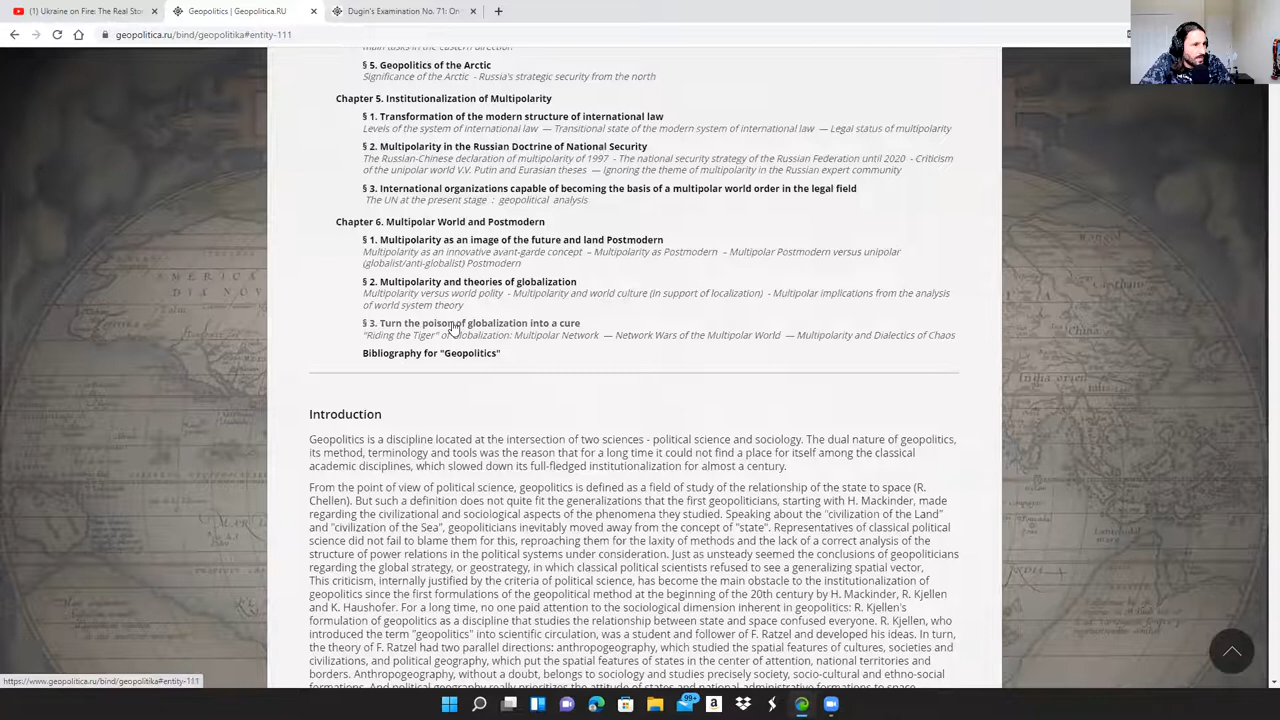 (1) Ukraine on Fire: The Real Sto
Geopolitics | Geopolitica.RU
Dugin's Examination No. 71: On
geopolitica.ru/bind/geopolitika#entity-111
main tasks in the eastern direction.
§ 5. Geopolitics of the Arctic
Significance of the Arctic - Russia's strategic security from the north
Chapter 5. Institutionalization of Multipolarity
§ 1. Transformation of the modern structure of international law
Levels of the system of international law — Transitional state of the modern system of international law — Legal status of multipolarity
§ 2. Multipolarity in the Russian Doctrine of National Security
The Russian-Chinese declaration of multipolarity of 1997 - The national security strategy of the Russian Federation until 2020 - Criticism
of the unipolar world V.V. Putin and Eurasian theses — Ignoring the theme of multipolarity in the Russian expert community
§ 3. International organizations capable of becoming the basis of a multipolar world order in the legal field
The UN at the present stage : geopolitical analysis
Chapter 6. Multipolar World and Postmodern
§ 1. Multipolarity as an image of the future and land Postmodern
Multipolarity as an innovative avant-garde concept – Multipolarity as Postmodern – Multipolar Postmodern versus unipolar
(globalist/anti-globalist) Postmodern
§ 2. Multipolarity and theories of globalization
Multipolarity versus world polity - Multipolarity and world culture (in support of localization) - Multipolar implications from the analysis
of world system theory
§ 3. Turn the poison of globalization into a cure
"Riding the Tiger" of Globalization: Multipolar Network — Network Wars of the Multipolar World — Multipolarity and Dialectics of Chaos
Bibliography for "Geopolitics"
Introduction
Geopolitics is a discipline located at the intersection of two sciences - political science and sociology. The dual nature of geopolitics,
its method, terminology and tools was the reason that for a long time it could not find a place for itself among the classical
academic disciplines, which slowed down its full-fledged institutionalization for almost a century.
From the point of view of political science, geopolitics is defined as a field of study of the relationship of the state to space (R.
Chellen). But such a definition does not quite fit the generalizations that the first geopoliticians, starting with H. Mackinder, made
regarding the civilizational and sociological aspects of the phenomena they studied. Speaking about the "civilization of the Land"
and "civilization of the Sea", geopoliticians inevitably moved away from the concept of "state". Representatives of classical political
science did not fail to blame them for this, reproaching them for the laxity of methods and the lack of a correct analysis of the
structure of power relations in the political systems under consideration. Just as unsteady seemed the conclusions of geopoliticians
regarding the global strategy, or geostrategy, in which classical political scientists refused to see a generalizing spatial vector,
This criticism, internally justified by the criteria of political science, has become the main obstacle to the institutionalization of
geopolitics since the first formulations of the geopolitical method at the beginning of the 20th century by H. Mackinder, R. Kjellen
and K. Haushofer. For a long time, no one paid attention to the sociological dimension inherent in geopolitics: R. Kjellen's
formulation of geopolitics as a discipline that studies the relationship between state and space confused everyone. R. Kjellen, who
introduced the term "geopolitics" into scientific circulation, was a student and follower of F. Ratzel and developed his ideas. In turn,
the theory of F. Ratzel had two parallel directions: anthropogeography, which studied the spatial features of cultures, societies and
civilizations, and political geography, which put the spatial features of states in the center of attention, national territories and
borders. Anthropogeography, without a doubt, belongs to sociology and studies precisely society, socio-cultural and ethno-social
formations. And political geography really prioritizes the attitude of states and national-administrative formations to space
https://www.geopolitica.ru/bind/geopolitika#entity-111
99+